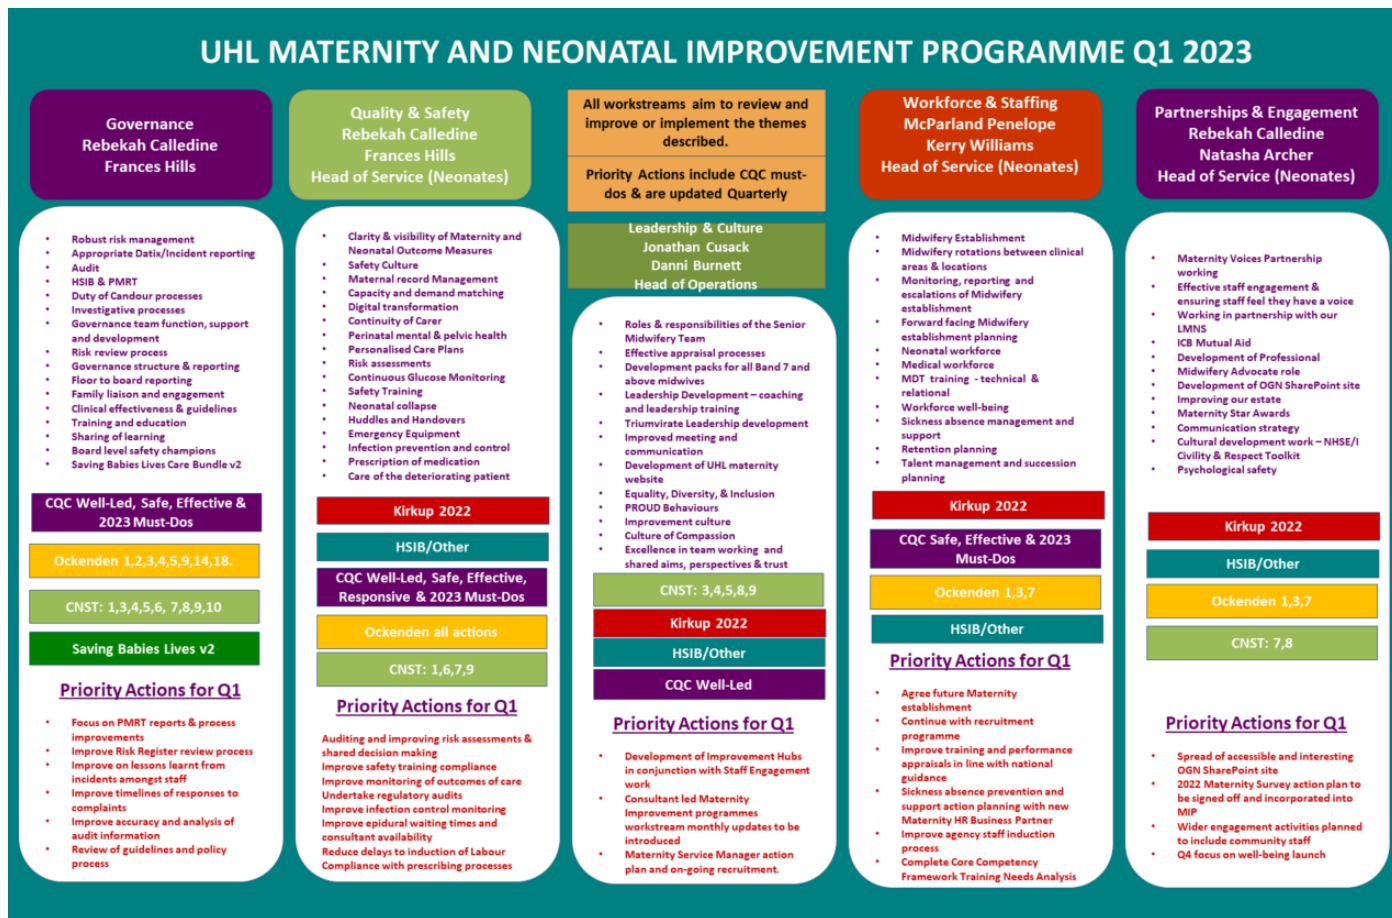 UHL MATERNITY AND NEONATAL IMPROVEMENT PROGRAMME Q1 2023
Governance
Rebekah Calledine
Frances Hills
• Robust risk management
• Appropriate Datix/Incident reporting
• Audit
• HSIB & PMRT
• Duty of Candour processes
• Investigative processes
• Governance team function, support
and development
• Risk review process
• Governance structure & reporting
• Floor to board reporting
• Family liaison and engagement
• Clinical effectiveness & guidelines
• Training and education
• Sharing of learning
• Board level safety champions
• Saving Babies Lives Care Bundle v2
CQC Well-Led, Safe, Effective &
2023 Must-Dos
Ockenden 1,2,3,4,5,9,14,18.
CNST: 1,3,4,5,6, 7,8,9,10
Saving Babies Lives v2
Priority Actions for Q1
• Focus on PMRT reports & process
improvements
• Improve Risk Register review process
• Improve on lessons learnt from
incidents amongst staff
• Improve timelines of responses to
complaints
• Improve accuracy and analysis of
audit information
• Review of guidelines and policy
process
Quality & Safety
Rebekah Calledine
Frances Hills
Head of Service (Neonates)
• Clarity & visibility of Maternity and
Neonatal Outcome Measures
• Safety Culture
• Maternal record Management
• Capacity and demand matching
• Digital transformation
• Continuity of Carer
• Perinatal mental & pelvic health
• Personalised Care Plans
• Risk assessments
• Continuous Glucose Monitoring
• Safety Training
• Neonatal collapse
• Huddles and Handovers
• Emergency Equipment
• Infection prevention and control
• Prescription of medication
• Care of the deteriorating patient
Kirkup 2022
HSIB/Other
CQC Well-Led, Safe, Effective,
Responsive & 2023 Must-Dos
Ockenden all actions
CNST: 1,6,7,9
Priority Actions for Q1
Auditing and improving risk assessments &
shared decision making
Improve safety training compliance
Improve monitoring of outcomes of care
Undertake regulatory audits
Improve infection control monitoring
Improve epidural waiting times and
consultant availability
Reduce delays to induction of Labour
Compliance with prescribing processes
All workstreams aim to review and
improve or implement the themes
described.
Priority Actions include CQC must-
dos & are updated Quarterly
Leadership & Culture
Jonathan Cusack
Danni Burnett
Head of Operations
• Roles & responsibilities of the Senior
Midwifery Team
• Effective appraisal processes
• Development packs for all Band 7 and
above midwives
• Leadership Development – coaching
and leadership training
• Triumvirate Leadership development
• Improved meeting and
communication
• Development of UHL maternity
website
• Equality, Diversity, & Inclusion
• PROUD Behaviours
• Improvement culture
• Culture of Compassion
• Excellence in team working and
shared aims, perspectives & trust
CNST: 3,4,5,8,9
Kirkup 2022
HSIB/Other
CQC Well-Led
Priority Actions for Q1
• Development of Improvement Hubs
in conjunction with Staff Engagement
work
• Consultant led Maternity
Improvement programmes
workstream monthly updates to be
introduced
• Maternity Service Manager action
plan and on-going recruitment.
Workforce & Staffing
McParland Penelope
Kerry Williams
Head of Service (Neonates)
• Midwifery Establishment
• Midwifery rotations between clinical
areas & locations
• Monitoring, reporting and
escalations of Midwifery
establishment
• Forward facing Midwifery
establishment planning
• Neonatal workforce
• Medical workforce
• MDT training - technical &
relational
• Workforce well-being
• Sickness absence management and
support
• Retention planning
• Talent management and succession
planning
Kirkup 2022
CQC Safe, Effective & 2023
Must-Dos
Ockenden 1,3,7
HSIB/Other
Priority Actions for Q1
• Agree future Maternity
establishment
• Continue with recruitment
programme
• Improve training and performance
appraisals in line with national
guidance
• Sickness absence prevention and
support action planning with new
Maternity HR Business Partner
• Improve agency staff induction
process
• Complete Core Competency
Framework Training Needs Analysis
Partnerships & Engagement
Rebekah Calledine
Natasha Archer
Head of Service (Neonates)
• Maternity Voices Partnership
working
• Effective staff engagement &
ensuring staff feel they have a voice
• Working in partnership with our
LMNS
• ICB Mutual Aid
• Development of Professional
• Midwifery Advocate role
• Development of OGN SharePoint site
• Improving our estate
• Maternity Star Awards
• Communication strategy
• Cultural development work – NHSE/I
Civility & Respect Toolkit
• Psychological safety
Kirkup 2022
HSIB/Other
Ockenden 1,3,7
CNST: 7,8
Priority Actions for Q1
• Spread of accessible and interesting
OGN SharePoint site
• 2022 Maternity Survey action plan to
be signed off and incorporated into
MIP
• Wider engagement activities planned
to include community staff
• Q4 focus on well-being launch